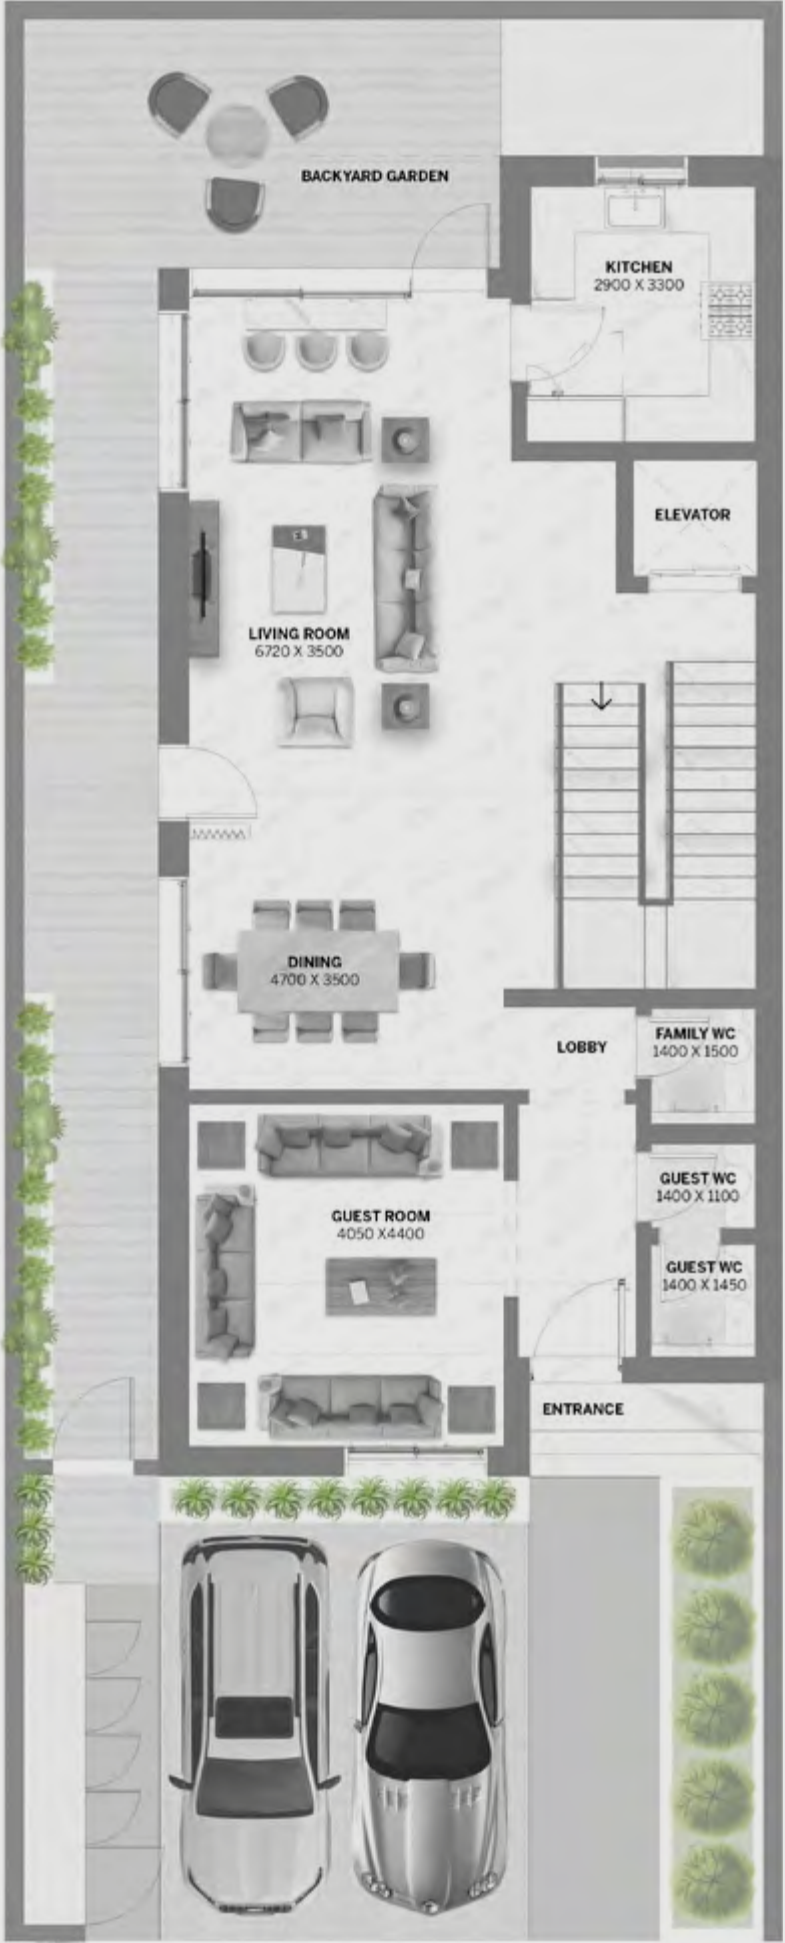 BACKYARD GARDEN
KITCHEN
2900 X 3300
ELEVATOR
LIVING ROOM
6720 X 3500
DINING
4700 X 3500
LOBBY
FAMILY WC
1400 X 1500
GUEST WC
1400 X 1100
GUEST ROOM
4050 X4400
GUEST WC
1400 X 1450
ENTRANCE